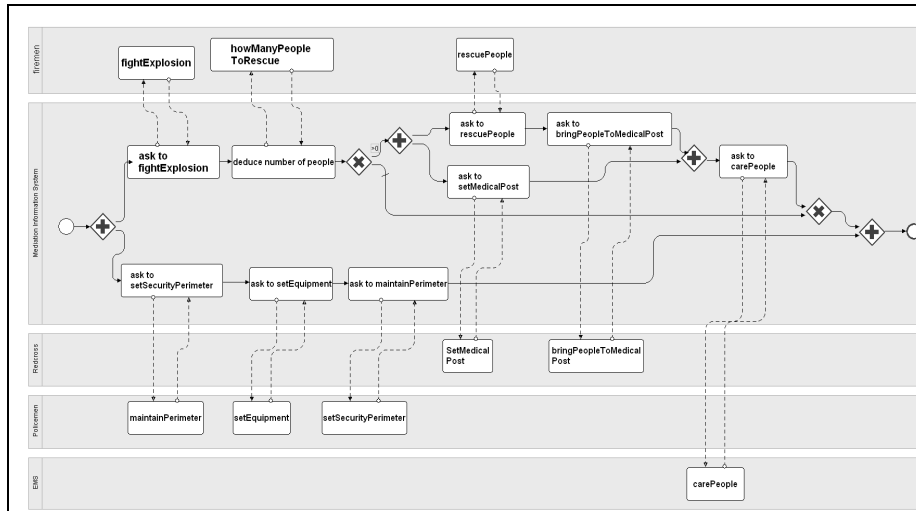 firemen
fightExplosion
howManyPeople
ToRescue
rescuePeople
Mediation Information System
ask to
fightExplosion
deduce number of people
>0
ask to
rescuePeople
ask to
bringPeopleToMedicalPost
ask to
setMedicalPost
ask to
carePeople
ask to
setSecurityPerimeter
ask to setEquipment
ask to maintainPerimeter
Redcross
SetMedical
Post
bringPeopleToMedical
Post
Policemen
maintainPerimeter
setEquipment
setSecurityPerimeter
EMS
carePeople